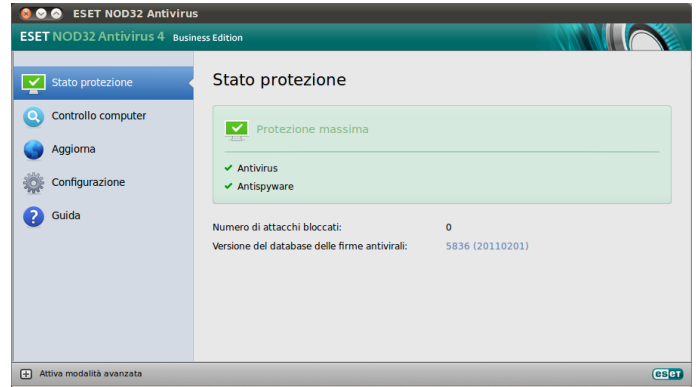 ESET NOD32 Antivirus
ESET NOD32 Antivirus 4 Business Edition
Stato protezione
Controllo computer
Aggiorna
Configurazione
Guida
Stato protezione
Protezione massima
Antivirus
Antispyware
Numero di attacchi bloccati: 0
Versione del database delle firme antivirali: 5836 (20110201)
Attiva modalità avanzata
eseT